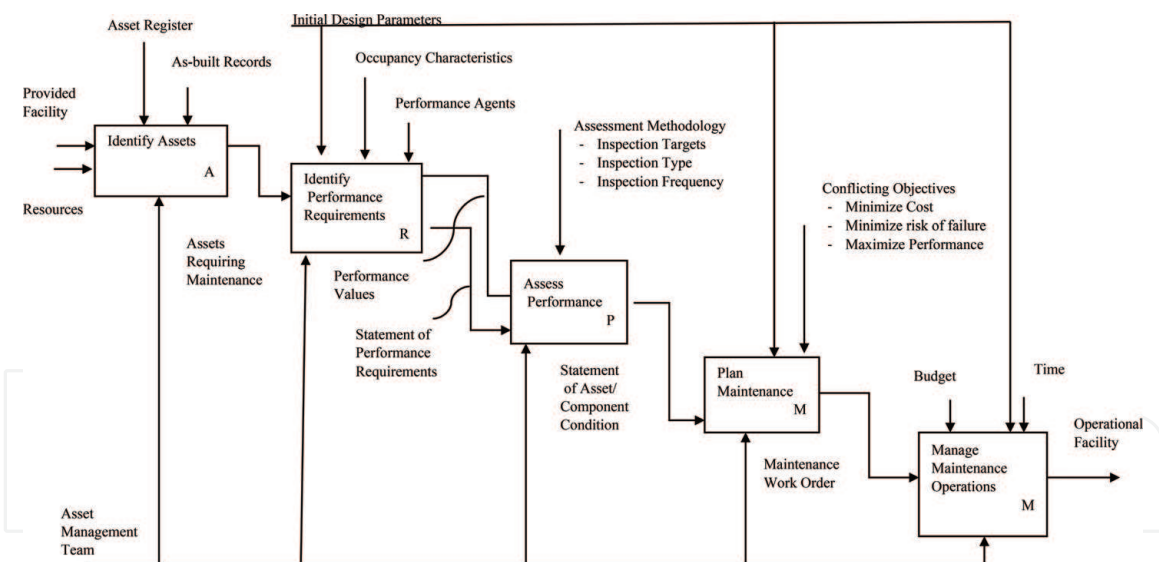 Initial Design Parameters
Asset Register
As-built Records
Occupancy Characteristics
Performance Agents
Provided
Facility
Identify Assets
A
Resources
Assessment Methodology
- Inspection Targets
- Inspection Type
- Inspection Frequency
Identify
Performance
Requirements
R
Conflicting Objectives
- Minimize Cost
- Minimize risk of failure
- Maximize Performance
Assets
Requiring
Maintenance
Performance
Values
Assess
Performance
P
Statement of
Performance
Requirements
Statement
of Asset/
Component
Condition
Plan
Maintenance
M
Budget
Time
Operational
Facility
Manage
Maintenance
Operations
M
Maintenance
Work Order
Asset
Management
Team